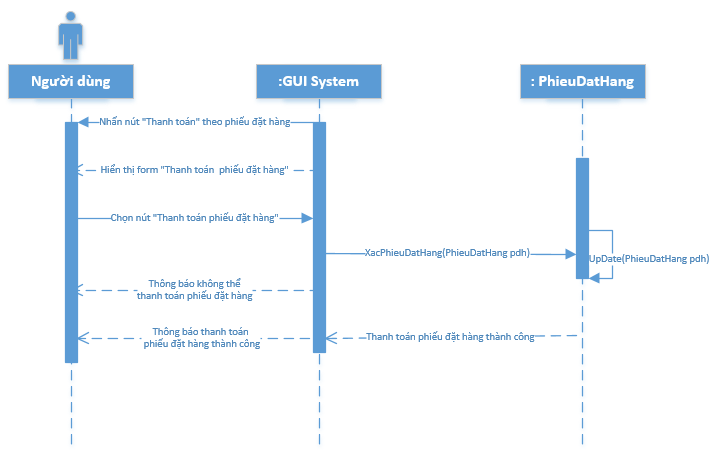 Người dùng
:GUI System
: PhieuDatHang
Nhấn nút "Thanh toán" theo phiếu đặt hàng
Hiển thị form "Thanh toán phiếu đặt hàng"
Chọn nút "Thanh toán phiếu đặt hàng"
XacPhieuDatHang(PhieuDatHang pdh)
UpDate(PhieuDatHang pdh)
Thông báo không thể
thanh toán phiếu đặt hàng
Thông báo thanh toán
phiếu đặt hàng thành công
Thanh toán phiếu đặt hàng thành công